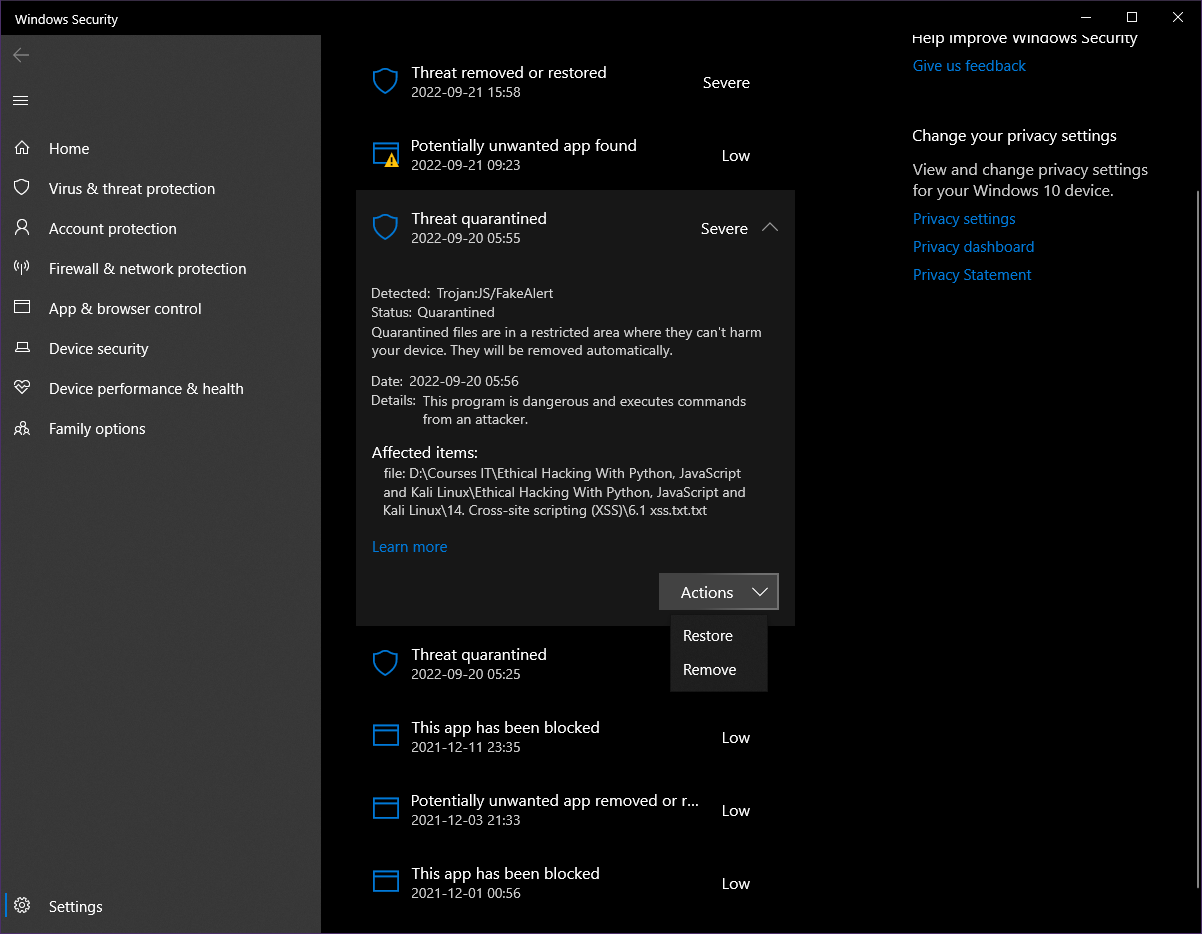 Windows Security
Home
Virus & threat protection
Account protection
Firewall & network protection
App & browser control
Device security
Device performance & health
Family options
Settings
Threat removed or restored
2022-09-21 15:58
Severe
Potentially unwanted app found
2022-09-21 09:23
Low
Threat quarantined
2022-09-20 05:55
Severe
Detected: Trojan:JS/FakeAlert
Status: Quarantined
Quarantined files are in a restricted area where they can't harm
your device. They will be removed automatically.
Date: 2022-09-20 05:56
Details: This program is dangerous and executes commands
from an attacker.
Affected items:
file: D:\Courses IT\Ethical Hacking With Python, JavaScript
and Kali Linux\Ethical Hacking With Python, JavaScript and
Kali Linux\14. Cross-site scripting (XSS)\6.1 xss.txt.txt
Learn more
Actions
Restore
Remove
Threat quarantined
2022-09-20 05:25
This app has been blocked
2021-12-11 23:35
Low
Potentially unwanted app removed or r...
2021-12-03 21:33
Low
This app has been blocked
2021-12-01 00:56
Low
Help improve Windows Security
Give us feedback
Change your privacy settings
View and change privacy settings
for your Windows 10 device.
Privacy settings
Privacy dashboard
Privacy Statement